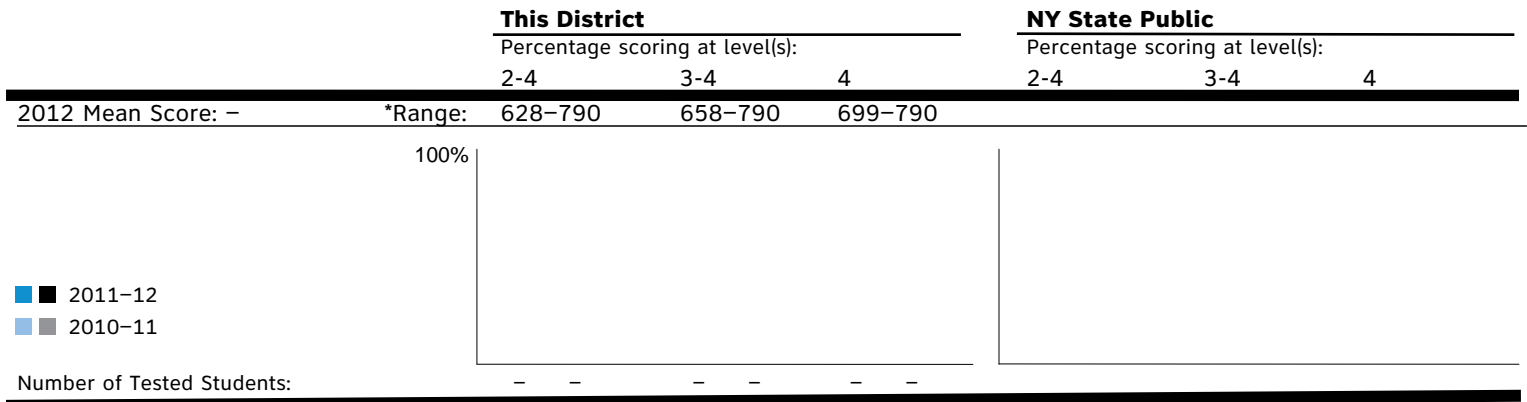 This District NY State Public
Percentage scoring at level(s): Percentage scoring at level(s):
2-4 3-4 4 2-4 3-4 4
2012 Mean Score: – *Range: 628–790 658–790 699–790
100%
2011–12
2010–11
Number of Tested Students: – – – – – –